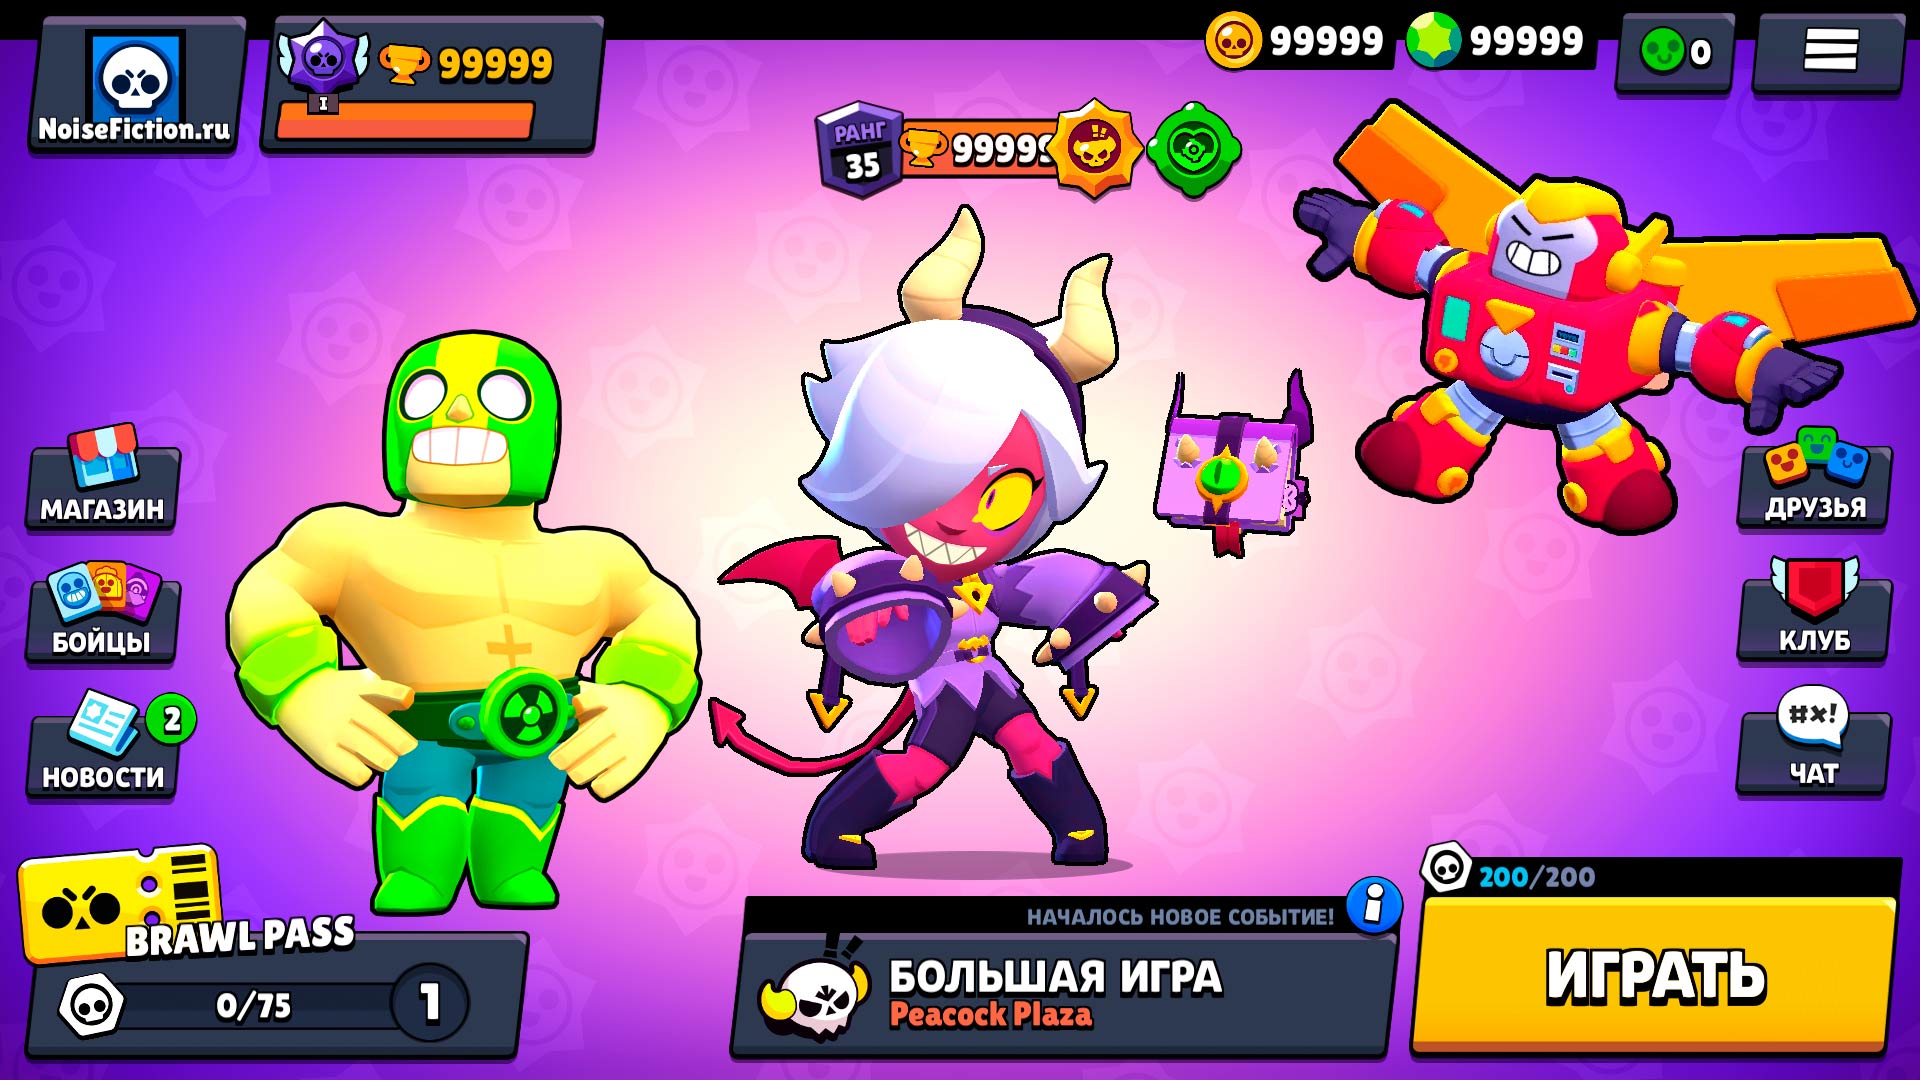 NoiseFiction.ru
I
99999
99999
99999
0
РАНГ
35
99999
МАГАЗИН
БОЙЦЫ
НОВОСТИ
2
ДРУЗЬЯ
КЛУБ
#x!
ЧАТ
BRAWL PASS
0/75
1
НАЧАЛОСЬ НОВОЕ СОБЫТИЕ!
i
БОЛЬШАЯ ИГРА
Peacock Plaza
200/200
ИГРАТЬ